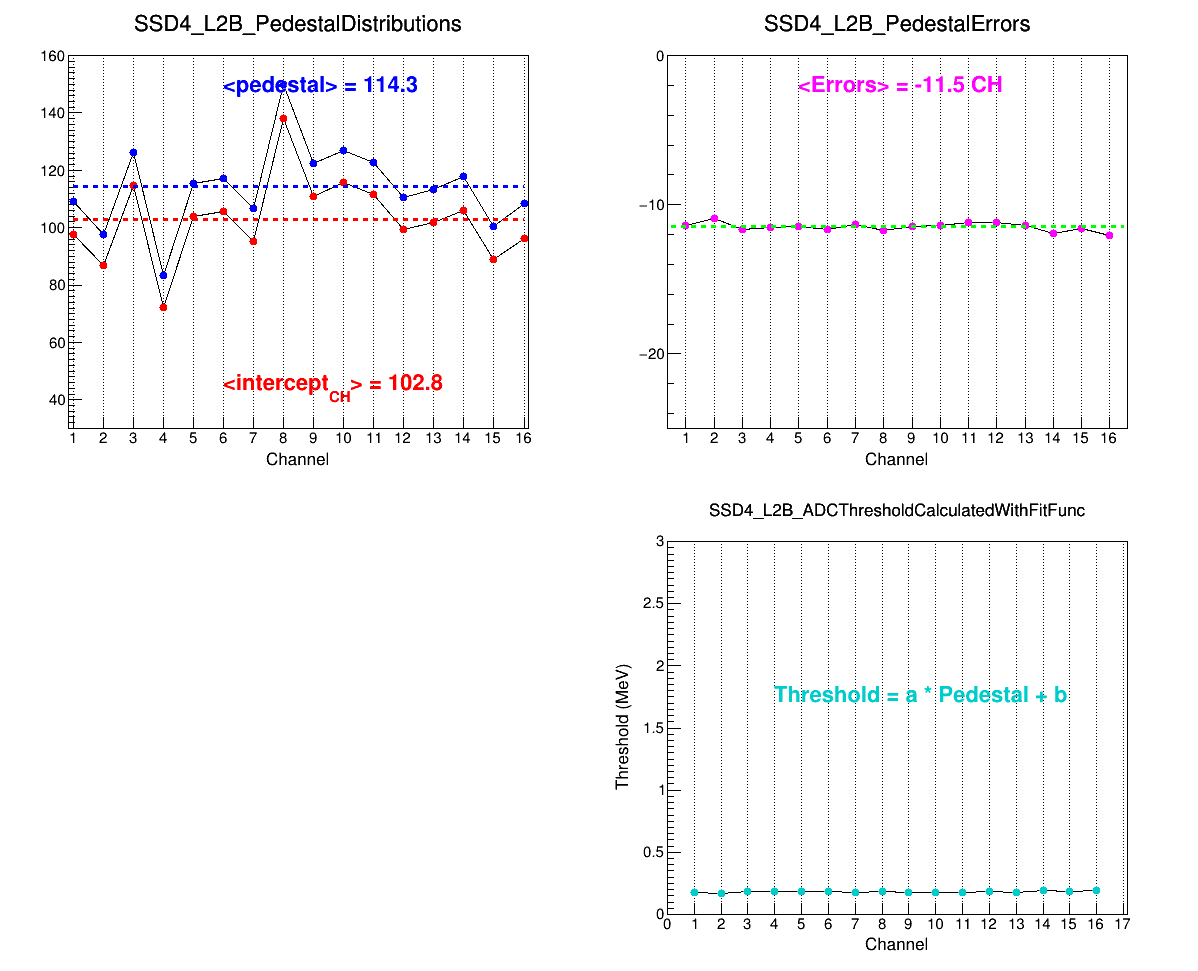 SSD4_L2B_PedestalDistributions
<pedestal> = 114.3
160
140
120
100
80
60
40
<intercept_CH> = 102.8
1 2 3 4 5 6 7 8 9 10 11 12 13 14 15 16
Channel
SSD4_L2B_PedestalErrors
<Errors> = -11.5 CH
0
−10
−20
1 2 3 4 5 6 7 8 9 10 11 12 13 14 15 16
Channel
SSD4_L2B_ADCThresholdCalculatedWithFitFunc
Threshold (MeV)
3
2.5
2
1.5
1
0.5
0
Threshold = a * Pedestal + b
0 1 2 3 4 5 6 7 8 9 10 11 12 13 14 15 16 17
Channel